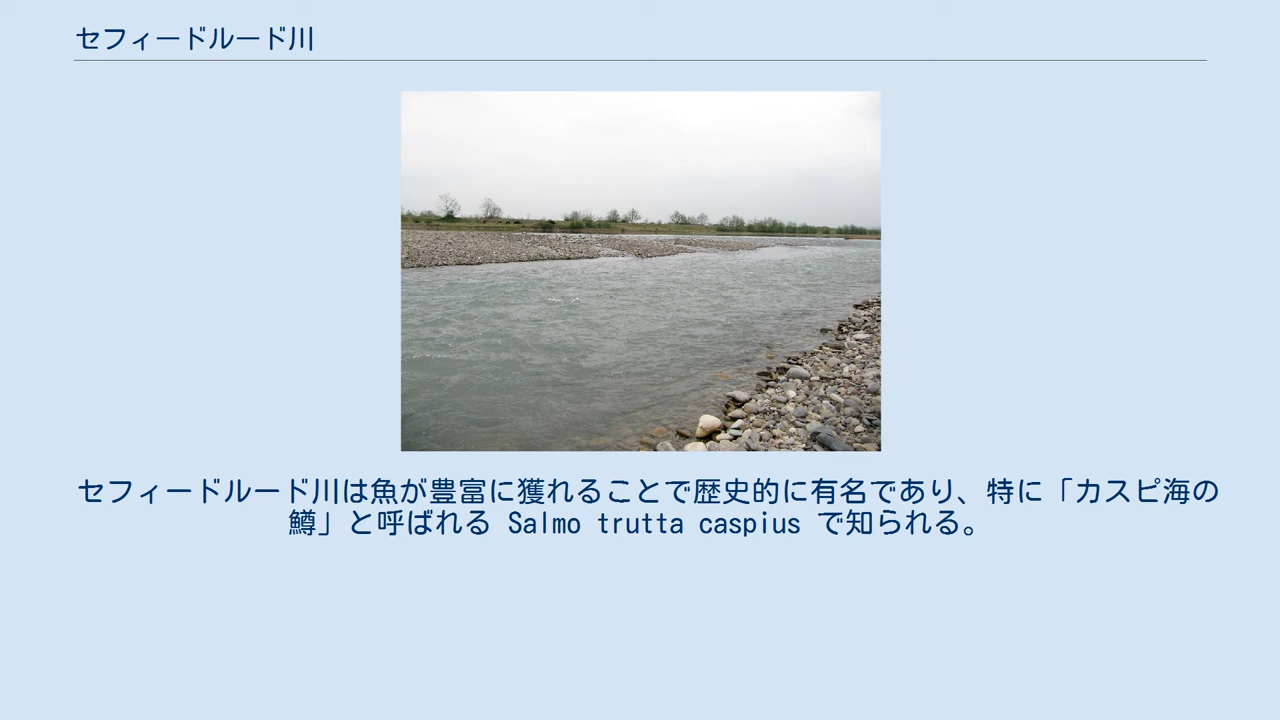 セフィードルード川
セフィードルード川は魚が豊富に獲れることで歴史的に有名であり、特に「カスピ海の
鱒」と呼ばれる Salmo trutta caspius で知られる。